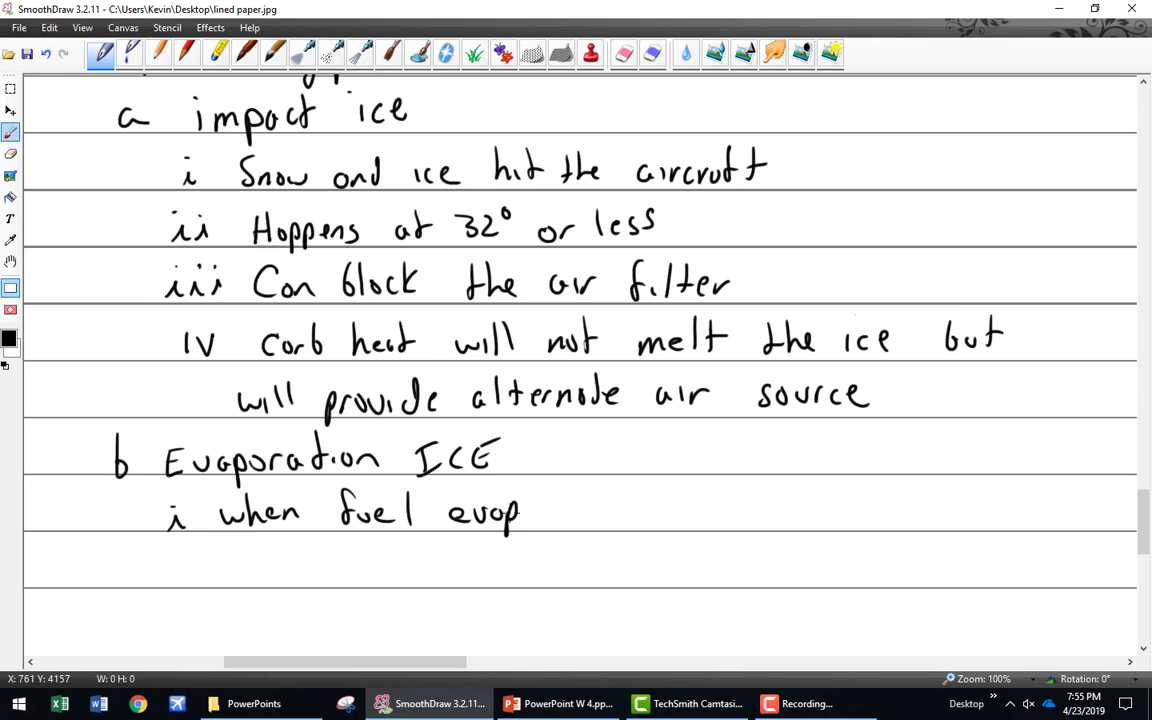 SmoothDraw 3.2.11 - C:\Users\Kevin\Desktop\lined paper.jpg
File Edit View Canvas Stencil Effects Help
a impact ice
i Snow and ice hit the aircraft
ii Happens at 32° or less
iii Can block the air filter
IV carb heat will not melt the ice but
will provide alternate air source
b Evaporation ICE
i when fuel evap
X: 761 Y: 4157 W: 0 H: 0 Zoom: 100% Rotation: 0°
PowerPoints SmoothDraw 3.2.11... PowerPoint W 4.pp... TechSmith Camtasi... Recording... Desktop 7:55 PM
4/23/2019